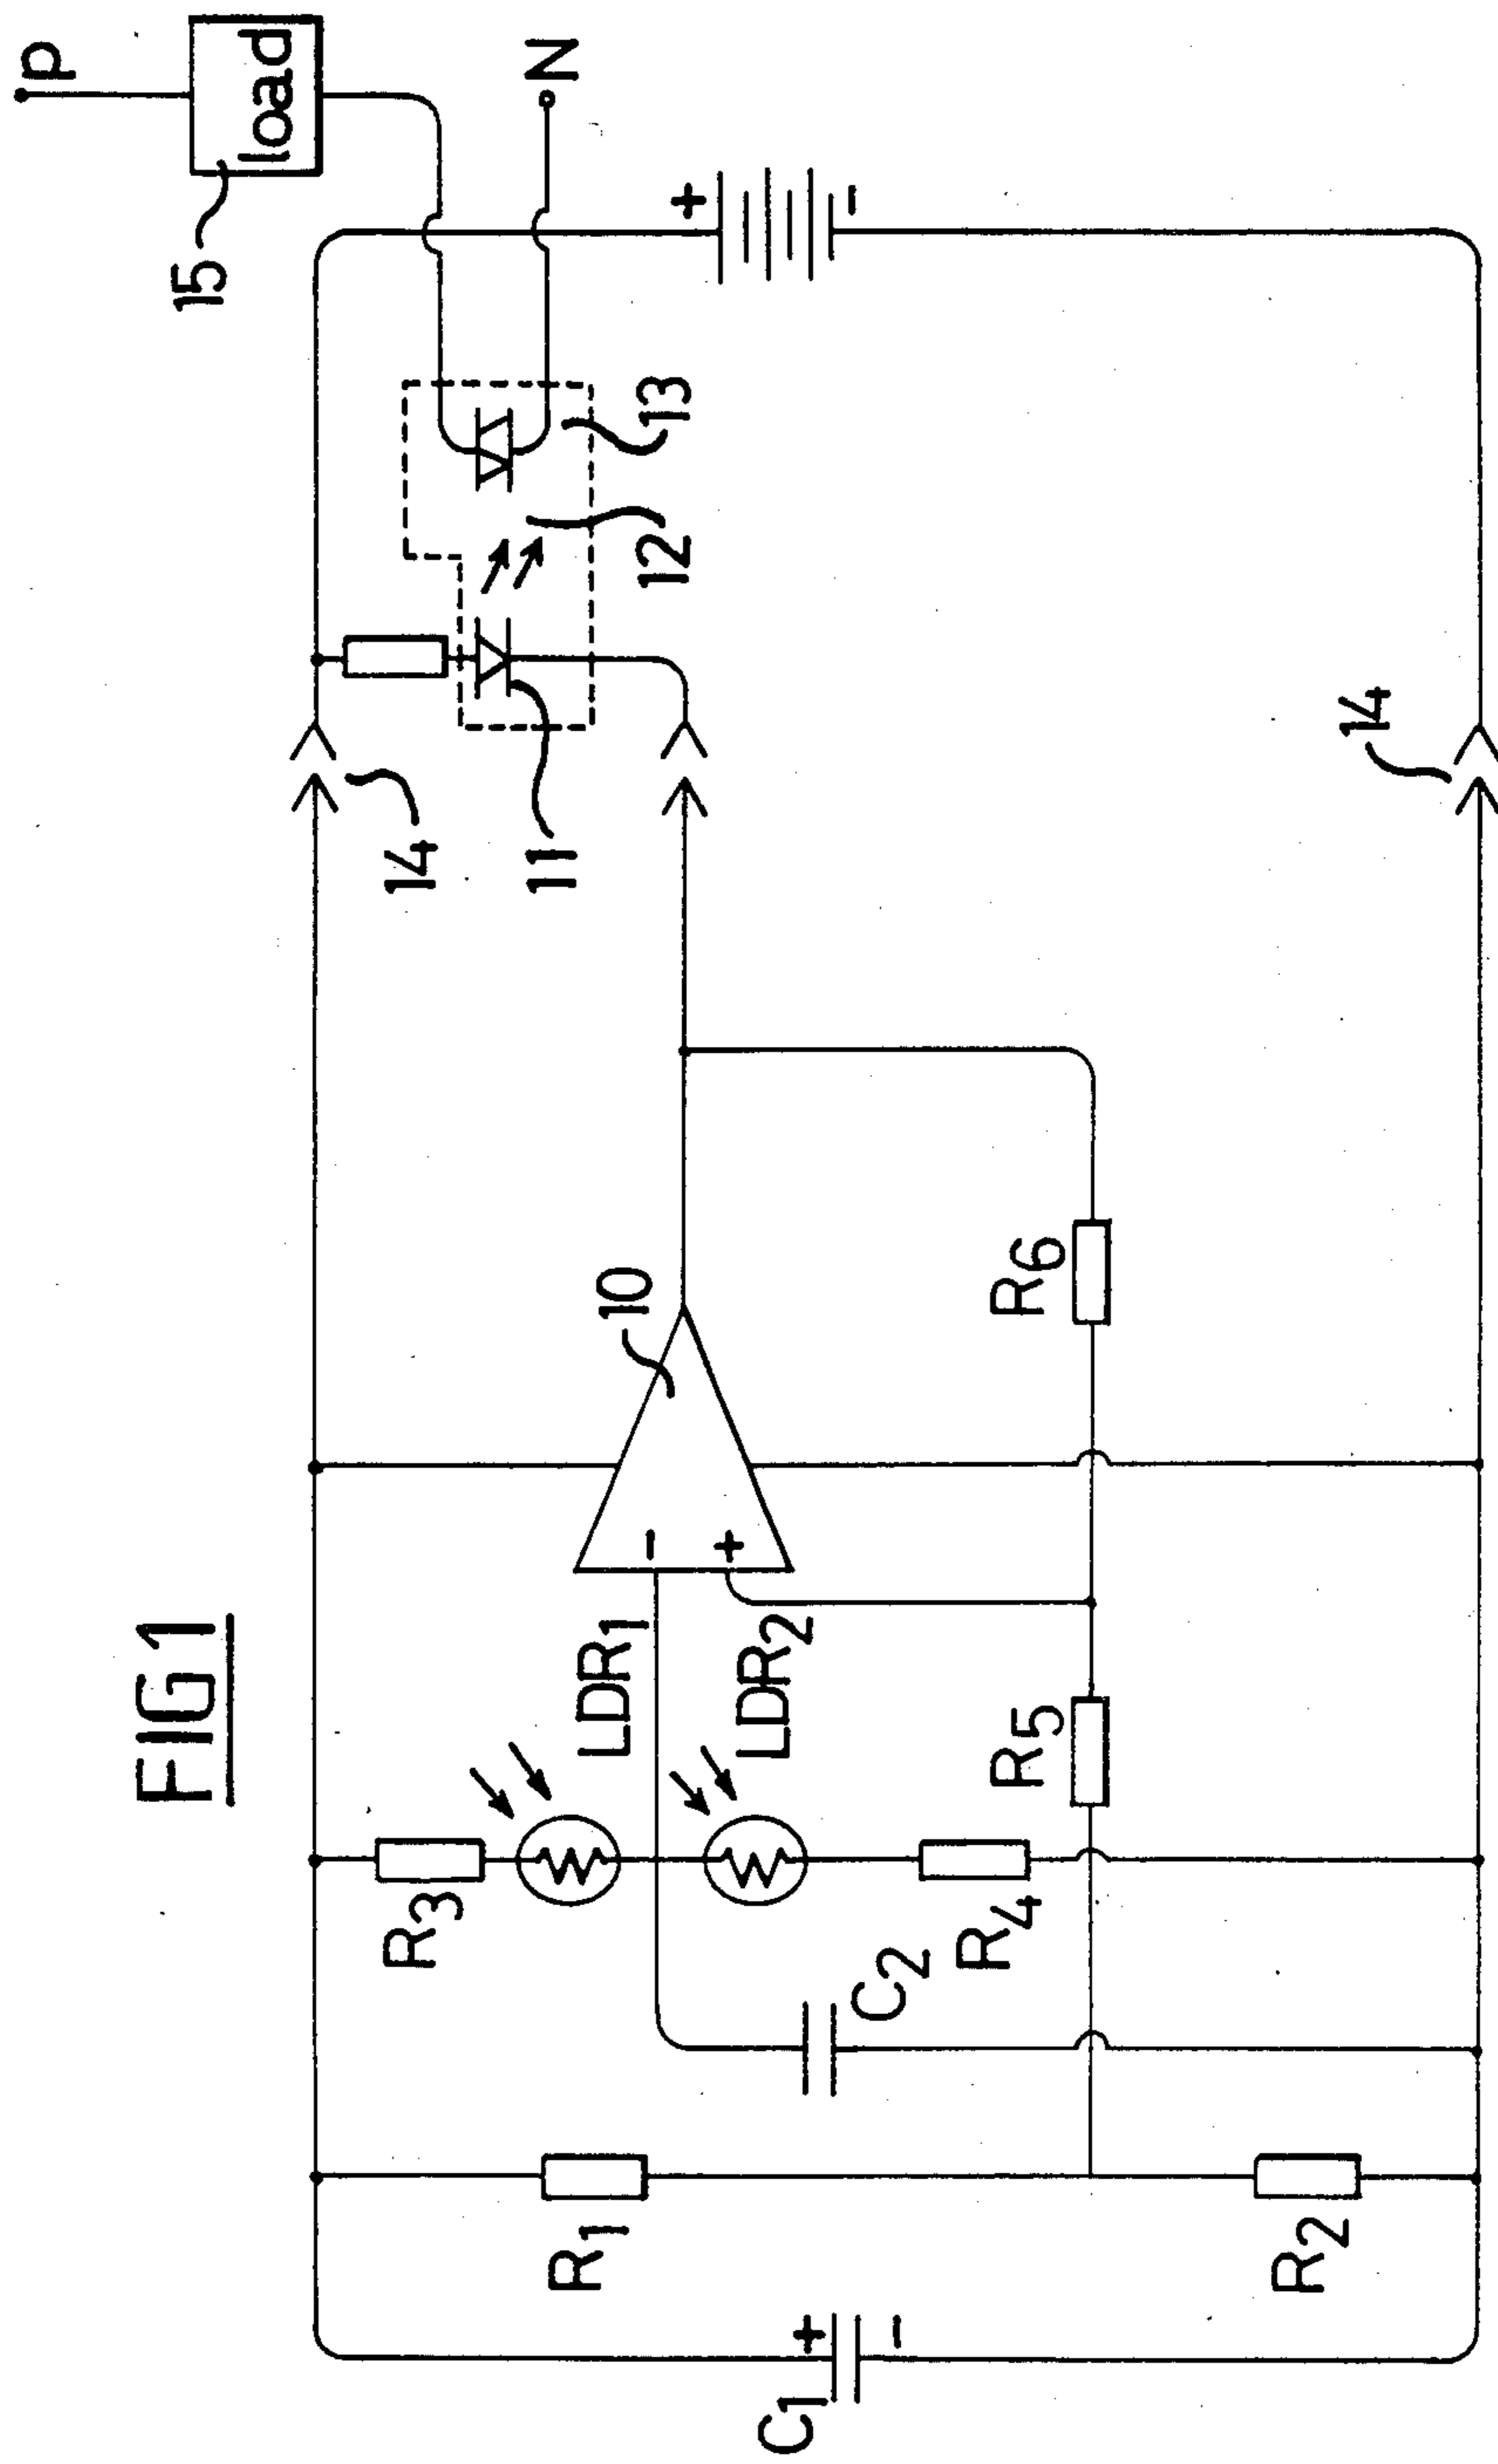 FIG 1
P
load
15
N
+
-
13
12
14
11
14
10
-
+
LDR1
LDR2
R6
R5
R3
R4
C2
R1
R2
C1
+
-